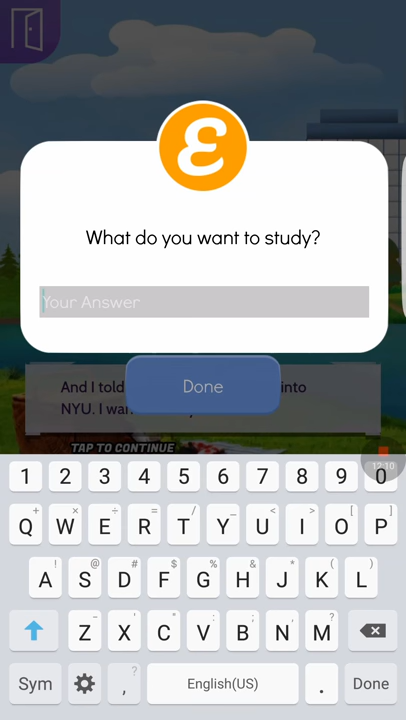 ε
What do you want to study?
Your Answer
Done
And I told into
NYU. I
TAP TO CONTINUE
12:10
1 2 3 4 5 6 7 8 9 0
+ × ÷ = / _ < > [ ]
Q W E R T Y U I O P
! @ # $ % & * ( )
A S D F G H J K L
- ' " : ; , ?
Z X C V B N M
Sym , ? English(US) . Done